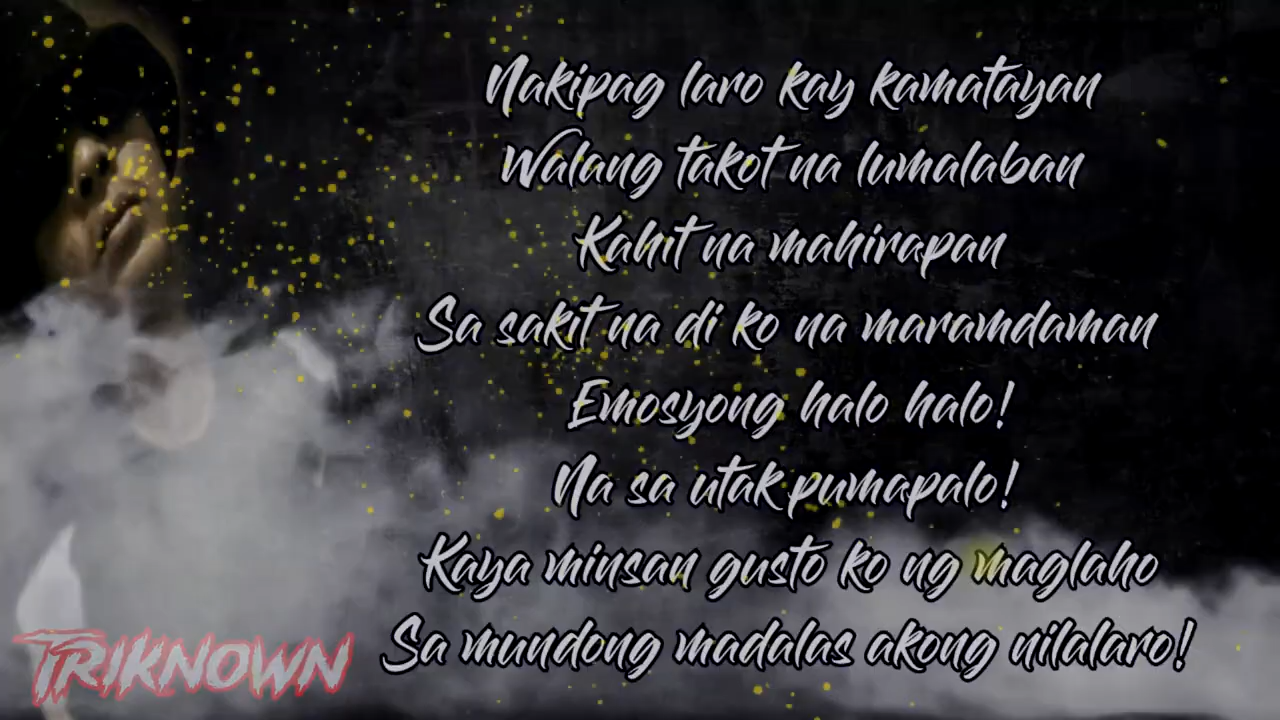 Nakipag laro kay kamatayan
Walang takot na lumalaban
Kahit na mahirapan
Sa sakit na di ko na maramdaman
Emosyong halo halo!
Na sa utak pumapalo!
Kaya minsan gusto ko ng maglaho
Sa mundong madalas akong nilalaro!
TRIKNOWN